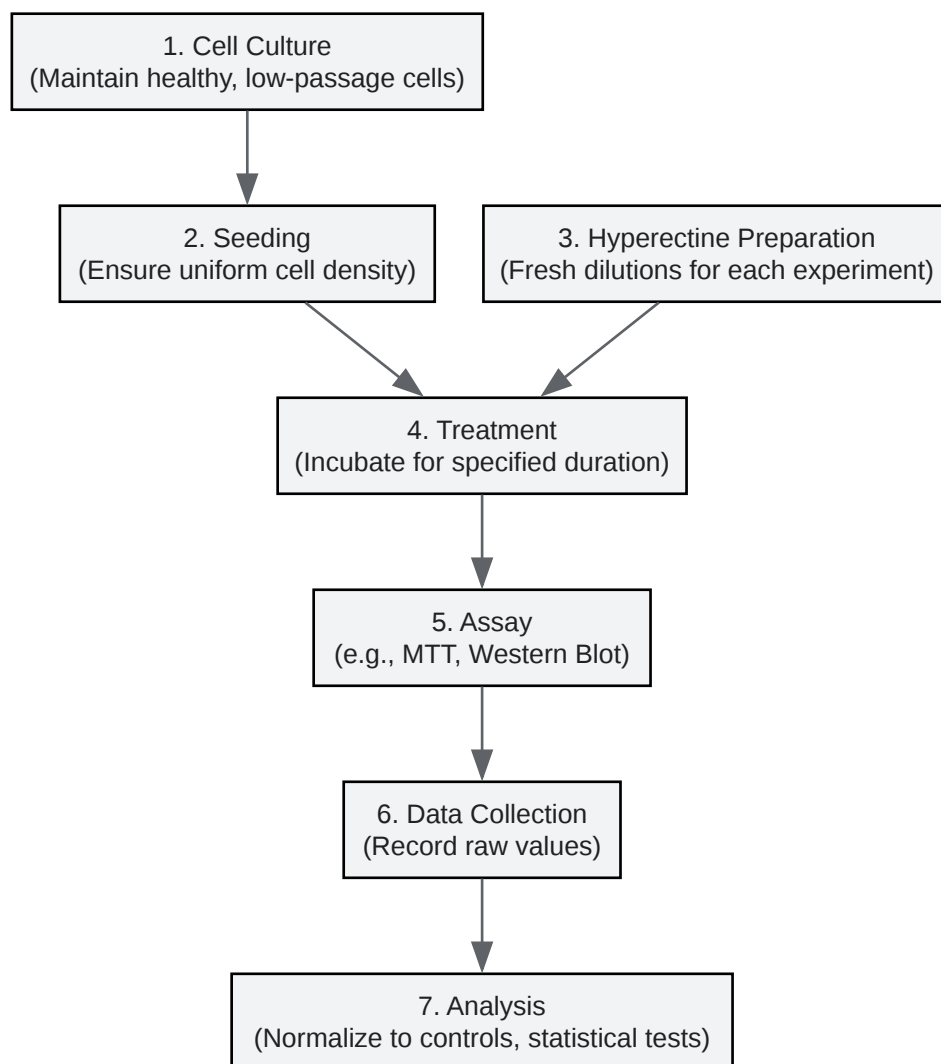 1. Cell Culture
(Maintain healthy, low-passage cells)
2. Seeding
(Ensure uniform cell density)
3. Hyperectine Preparation
(Fresh dilutions for each experiment)
4. Treatment
(Incubate for specified duration)
5. Assay
(e.g., MTT, Western Blot)
6. Data Collection
(Record raw values)
7. Analysis
(Normalize to controls, statistical tests)